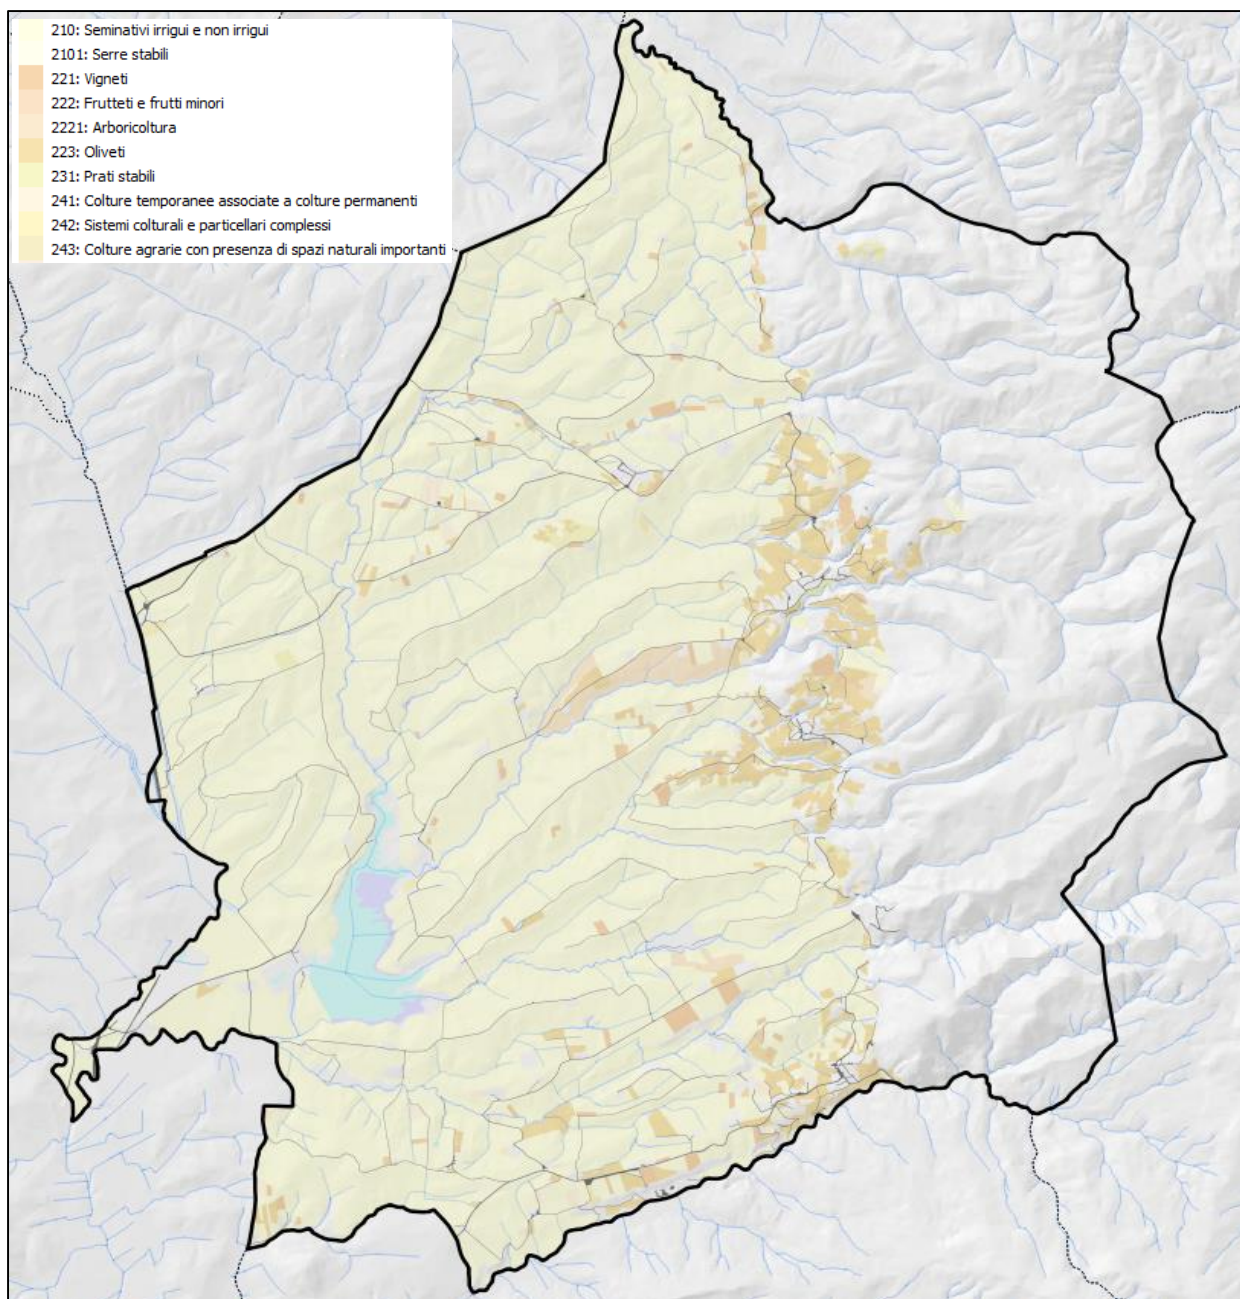 210: Seminativi irrigui e non irrigui
2101: Serre stabili
221: Vigneti
222: Frutteti e frutti minori
2221: Arboricoltura
223: Oliveti
231: Prati stabili
241: Colture temporanee associate a colture permanenti
242: Sistemi colturali e particellari complessi
243: Colture agrarie con presenza di spazi naturali importanti